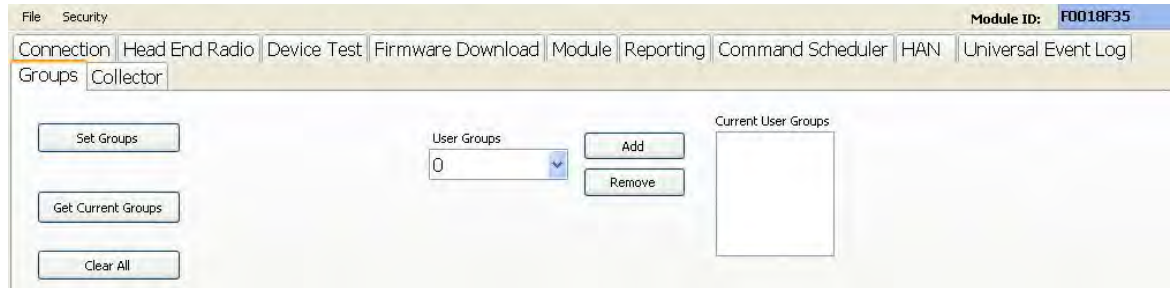 File Security Module ID: F0018F35
Connection Head End Radio Device Test Firmware Download Module Reporting Command Scheduler HAN Universal Event Log
Groups Collector
Current User Groups
Set Groups User Groups Add
0
Remove
Get Current Groups
Clear All